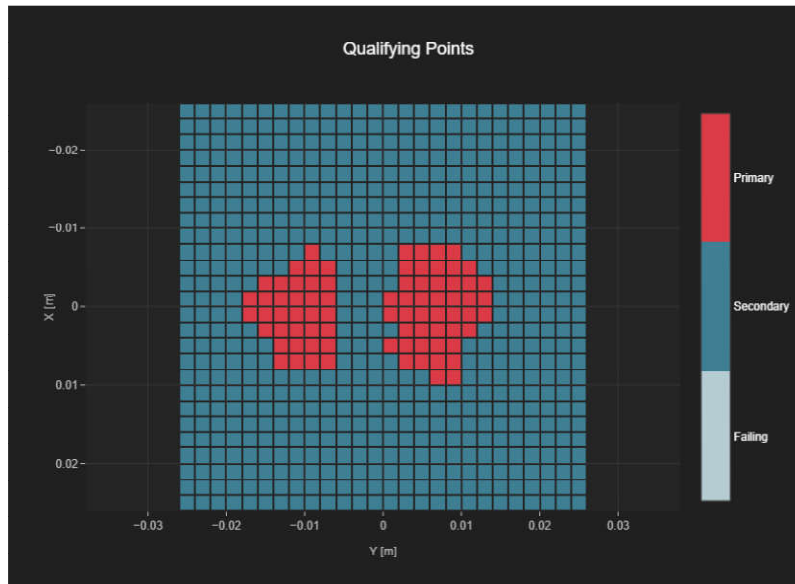 Qualifying Points
−0.02
−0.01
0
0.01
0.02
X [m]
−0.03
−0.02
−0.01
0
0.01
0.02
0.03
Y [m]
Primary
Secondary
Failing